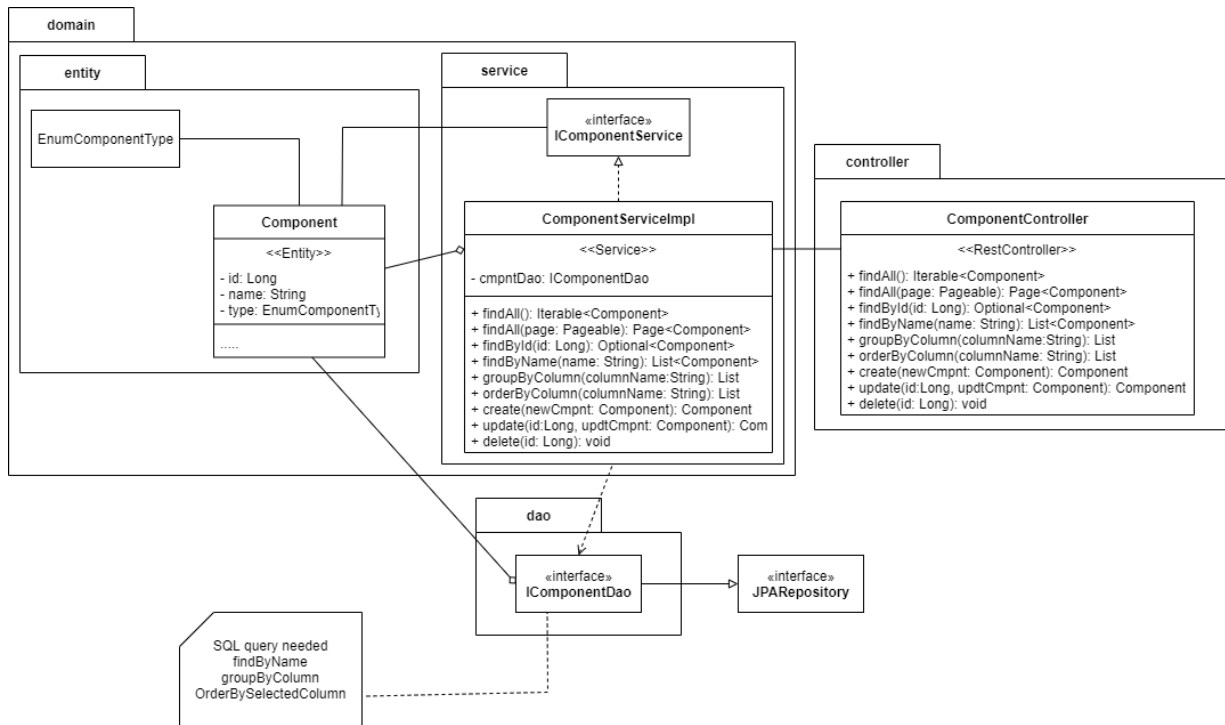 domain
entity
EnumComponentType
Component
<<Entity>>
- id: Long
- name: String
- type: EnumComponentTy
.....
service
«interface»
IComponentService
ComponentServiceImpl
<<Service>>
- cmpntDao: IComponentDao
+ findAll(): Iterable<Component>
+ findAll(page: Pageable): Page<Component>
+ findById(id: Long): Optional<Component>
+ findByName(name: String): List<Component>
+ groupByColumn(columnName:String): List
+ orderByColumn(columnName: String): List
+ create(newCmpnt: Component): Component
+ update(id:Long, updtCmpnt: Component): Com
+ delete(id: Long): void
controller
ComponentController
<<RestController>>
+ findAll(): Iterable<Component>
+ findAll(page: Pageable): Page<Component>
+ findById(id: Long): Optional<Component>
+ findByName(name: String): List<Component>
+ groupByColumn(columnName:String): List
+ orderByColumn(columnName: String): List
+ create(newCmpnt: Component): Component
+ update(id:Long, updtCmpnt: Component): Component
+ delete(id: Long): void
dao
«interface»
IComponentDao
«interface»
JPARepository
SQL query needed
findByName
groupByColumn
OrderBySelectedColumn